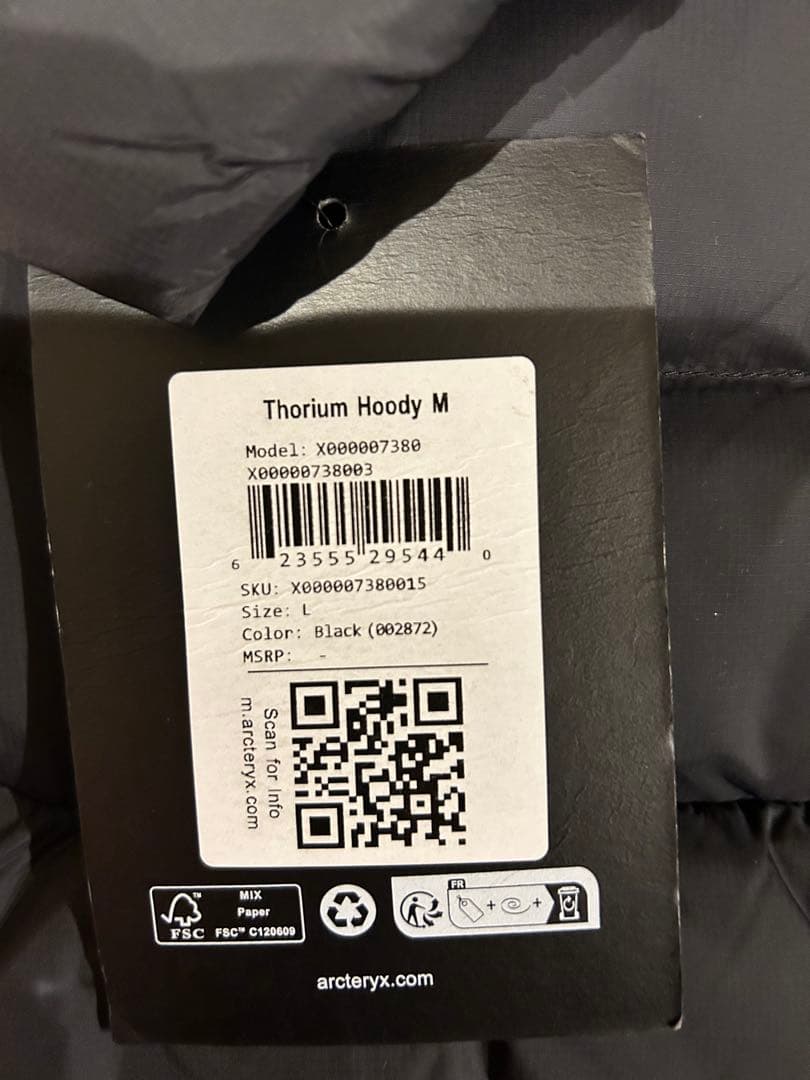 Thorium Hoody M
Model: X000007380
X00000738003
6 23555 29544 0
SKU: X000007380015
Size: L
Color: Black (002872)
MSRP: -
Scan for Info
m.arcteryx.com
FSC™
MIX
Paper
FSC™ C120609
FR
+ +
arcteryx.com